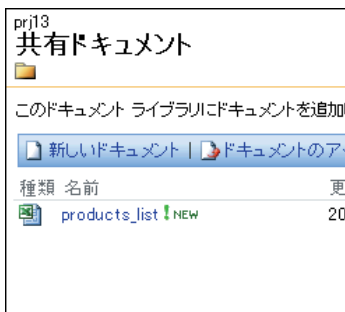 prj13
共有ドキュメント
このドキュメント ライブラリにドキュメントを追加
新しいドキュメント | ドキュメントのア
種類 名前 更
products_list ! NEW 20